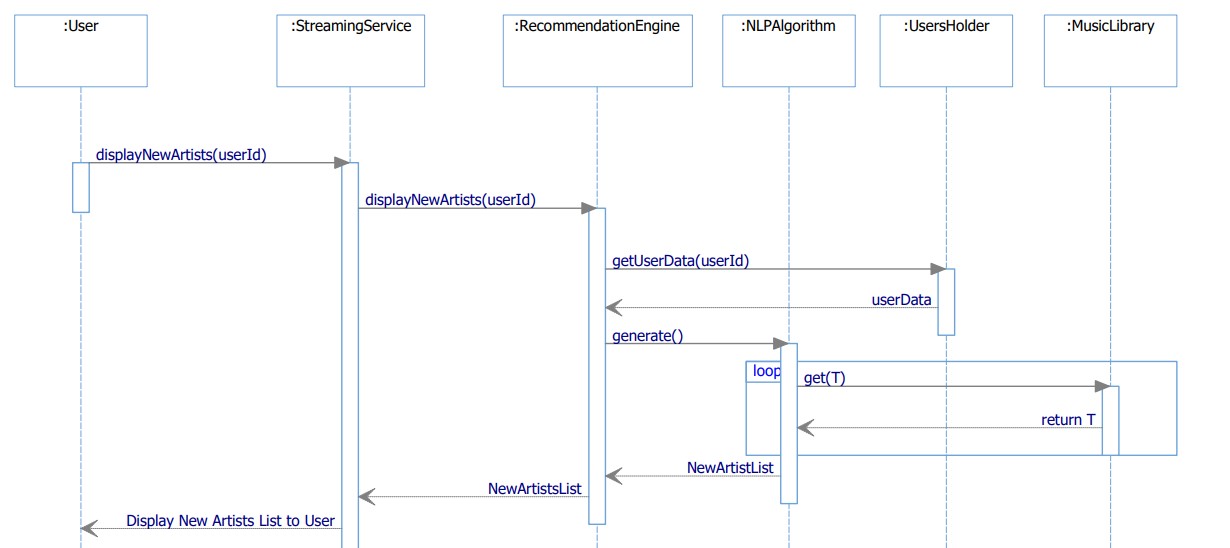 :User
:StreamingService
:RecommendationEngine
:NLPAlgorithm
:UsersHolder
:MusicLibrary
displayNewArtists(userId)
displayNewArtists(userId)
getUserData(userId)
userData
generate()
loop
get(T)
return T
NewArtistList
NewArtistsList
Display New Artists List to User